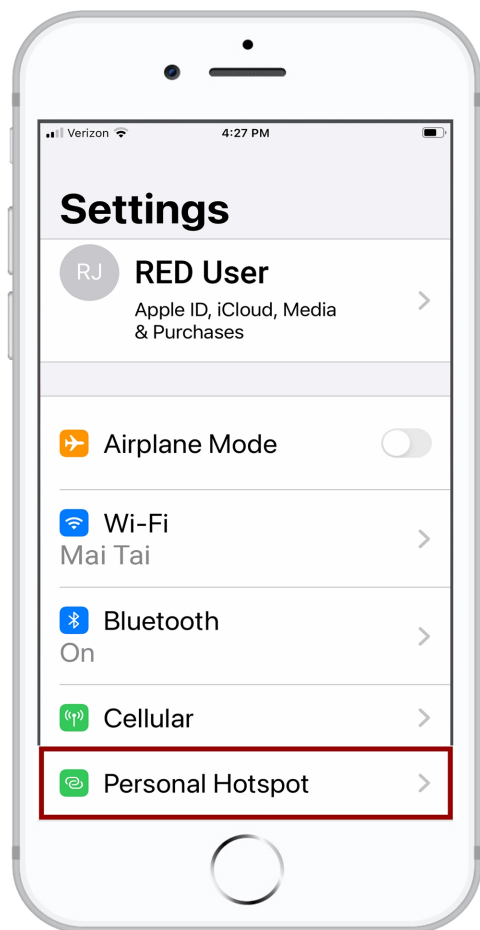 Verizon 4:27 PM
Settings
RJ
RED User
Apple ID, iCloud, Media
& Purchases
Airplane Mode
Wi-Fi
Mai Tai
Bluetooth
On
Cellular
Personal Hotspot